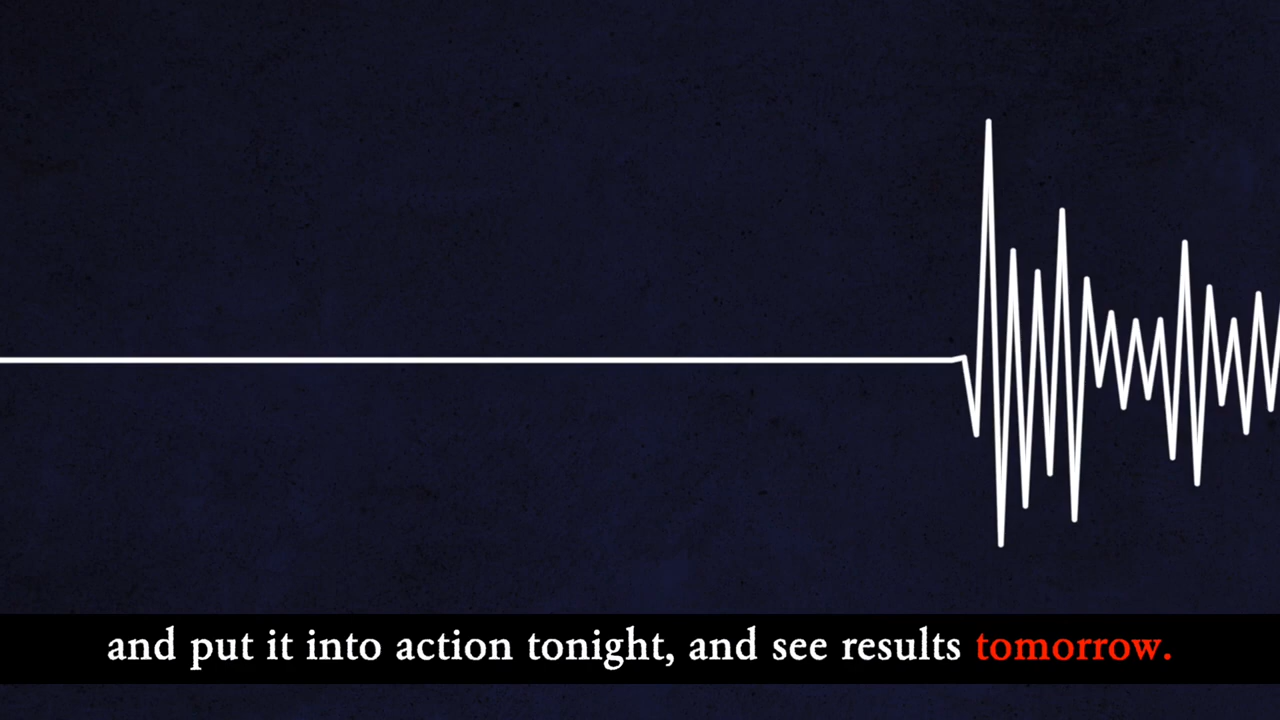 and put it into action tonight, and see results tomorrow.